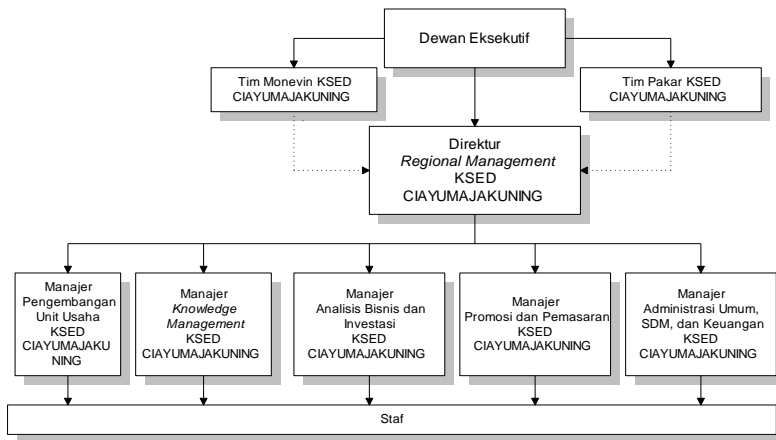 Dewan Eksekutif
Tim Monevin KSED
CIAYUMAJAKUNING
Tim Pakar KSED
CIAYUMAJAKUNING
Direktur
Regional Management
KSED
CIAYUMAJAKUNING
Manajer
Pengembangan
Unit Usaha
KSED
CIAYUMAJAKU
NING
Manajer
Knowledge
Management
KSED
CIAYUMAJAKUNING
Manajer
Analisis Bisnis dan
Investasi
KSED
CIAYUMAJAKUNING
Manajer
Promosi dan Pemasaran
KSED
CIAYUMAJAKUNING
Manajer
Administrasi Umum,
SDM, dan Keuangan
KSED
CIAYUMAJAKUNING
Staf